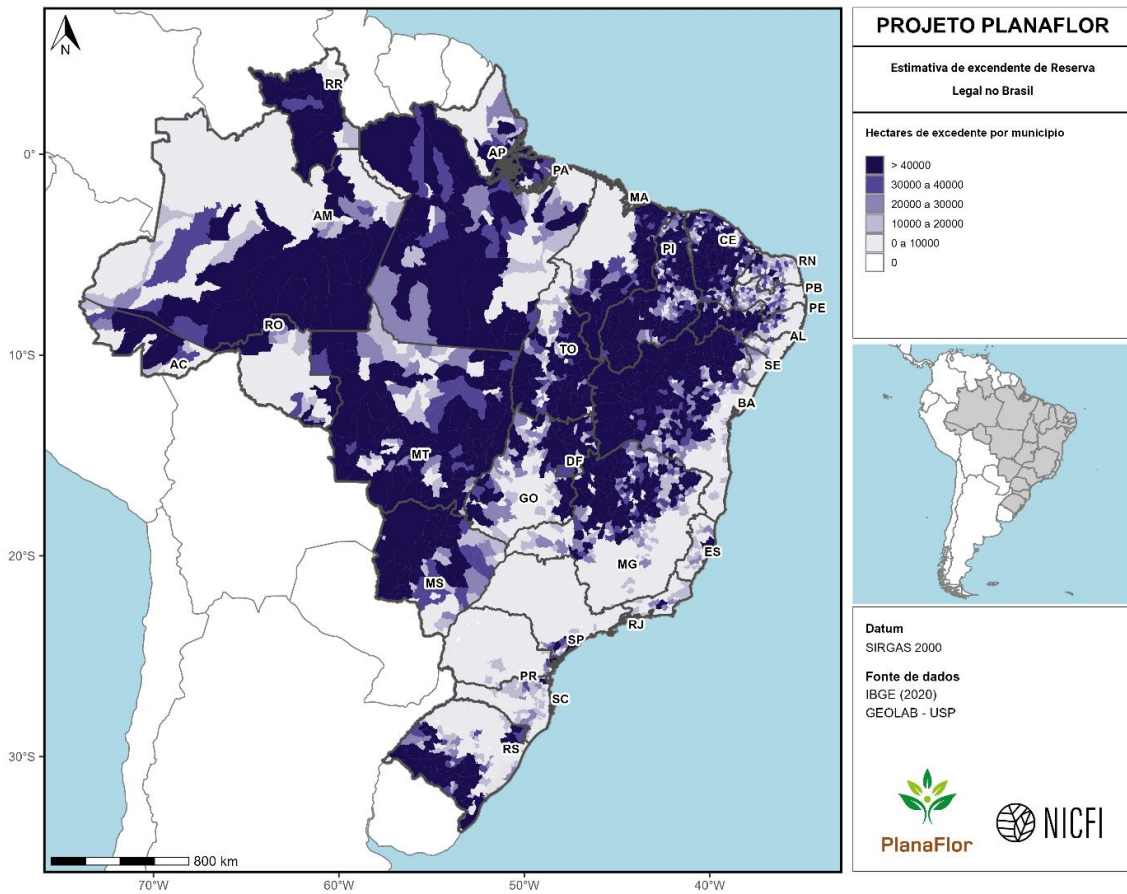 PROJETO PLANAFLOR
Estimativa de excendente de Reserva
Legal no Brasil
Hectares de excedente por município
> 40000
30000 a 40000
20000 a 30000
10000 a 20000
0 a 10000
0
N
RR
AP
PA
MA
AM
PI
CE
RN
PB
PE
RO
AC
TO
AL
SE
BA
MT
DF
GO
MG
ES
MS
RJ
SP
PR
SC
RS
0°
10°S
20°S
30°S
800 km
70°W
60°W
50°W
40°W
Datum
SIRGAS 2000
Fonte de dados
IBGE (2020)
GEOLAB - USP
PlanaFlor
NICFI